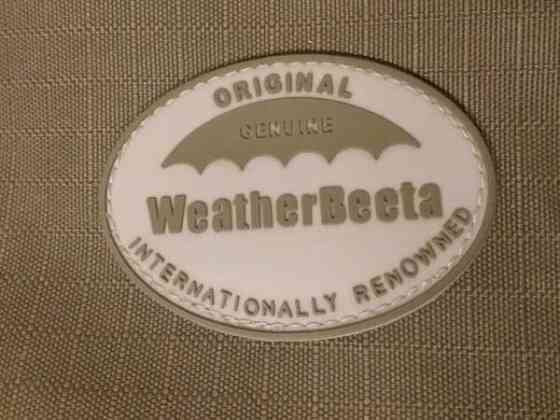 ORIGINAL
GENUINE
WeatherBeeta
INTERNATIONALLY RENOWNED